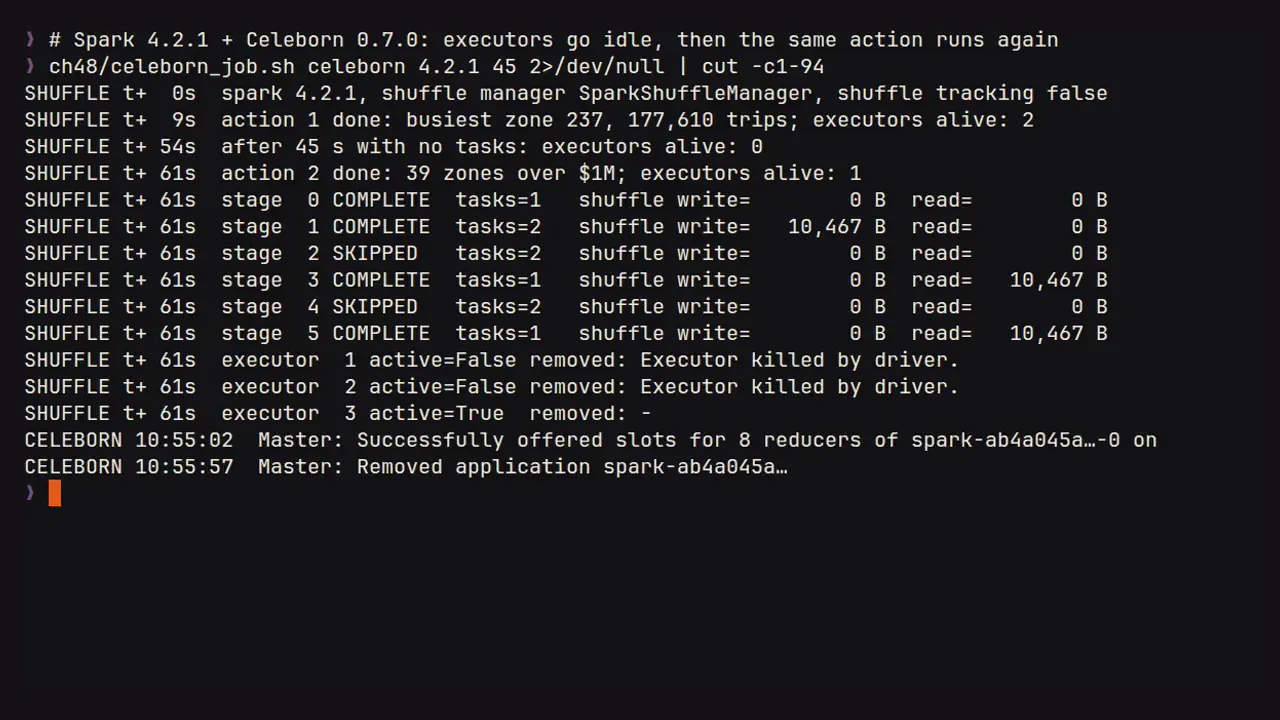 ❯ # Spark 4.2.1 + Celeborn 0.7.0: executors go idle, then the same action runs again
❯ ch48/celeborn_job.sh celeborn 4.2.1 45 2>/dev/null | cut -c1-94
SHUFFLE t+  0s  spark 4.2.1, shuffle manager SparkShuffleManager, shuffle tracking false
SHUFFLE t+  9s  action 1 done: busiest zone 237, 177,610 trips; executors alive: 2
SHUFFLE t+ 54s  after 45 s with no tasks: executors alive: 0
SHUFFLE t+ 61s  action 2 done: 39 zones over $1M; executors alive: 1
SHUFFLE t+ 61s  stage  0 COMPLETE  tasks=1   shuffle write=        0 B  read=        0 B
SHUFFLE t+ 61s  stage  1 COMPLETE  tasks=2   shuffle write=   10,467 B  read=        0 B
SHUFFLE t+ 61s  stage  2 SKIPPED   tasks=2   shuffle write=        0 B  read=        0 B
SHUFFLE t+ 61s  stage  3 COMPLETE  tasks=1   shuffle write=        0 B  read=   10,467 B
SHUFFLE t+ 61s  stage  4 SKIPPED   tasks=2   shuffle write=        0 B  read=        0 B
SHUFFLE t+ 61s  stage  5 COMPLETE  tasks=1   shuffle write=        0 B  read=   10,467 B
SHUFFLE t+ 61s  executor  1 active=False removed: Executor killed by driver.
SHUFFLE t+ 61s  executor  2 active=False removed: Executor killed by driver.
SHUFFLE t+ 61s  executor  3 active=True  removed: -
CELEBORN 10:55:02  Master: Successfully offered slots for 8 reducers of spark-ab4a045a…-0 on
CELEBORN 10:55:57  Master: Removed application spark-ab4a045a…
❯